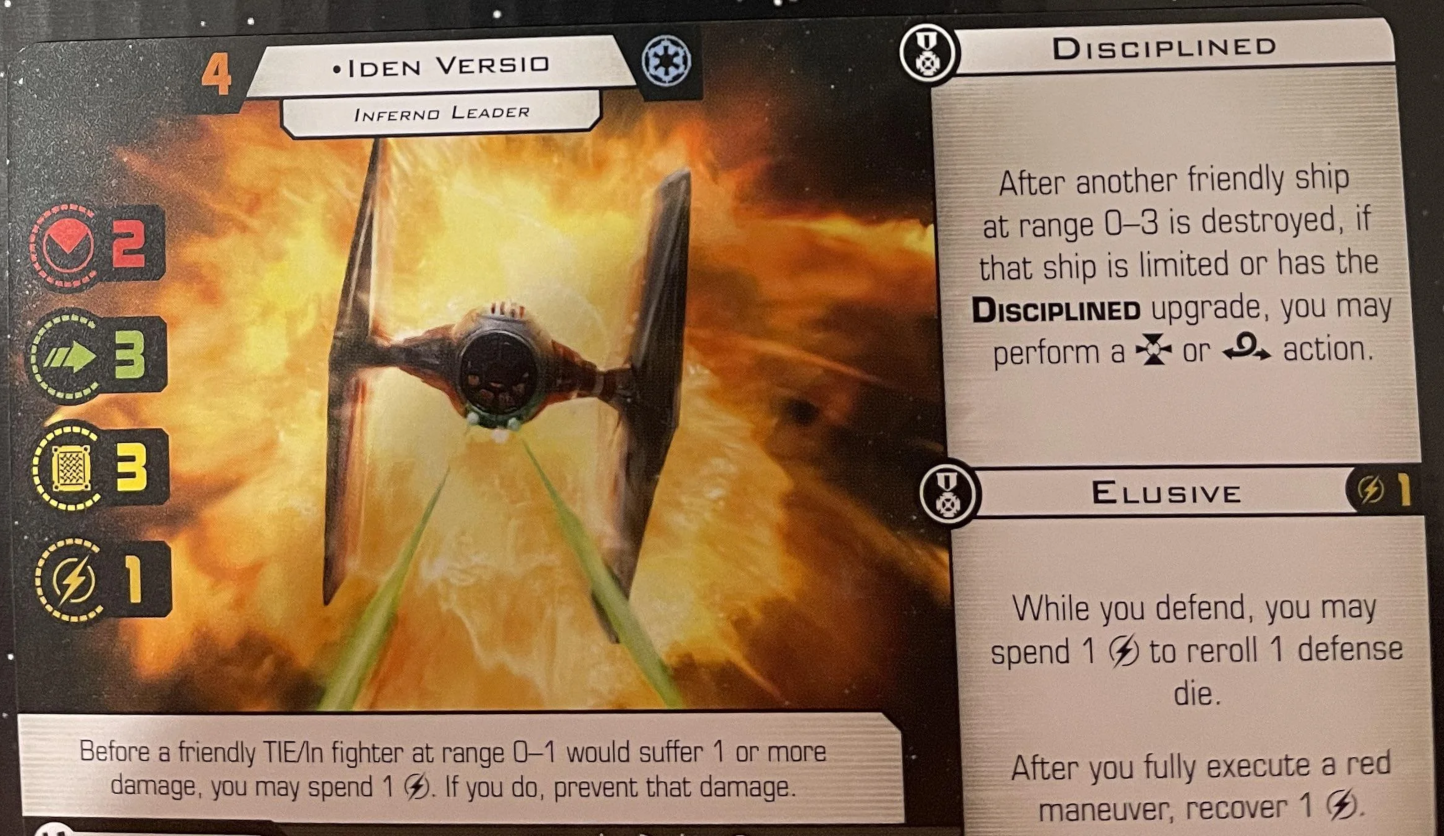 4
•Iden Versio
Inferno Leader
2
3
3
1
Before a friendly TIE/ln fighter at range 0–1 would suffer 1 or more
damage, you may spend 1 . If you do, prevent that damage.
Disciplined
After another friendly ship
at range 0–3 is destroyed, if
that ship is limited or has the
Disciplined upgrade, you may
perform a or action.
Elusive
1
While you defend, you may
spend 1 to reroll 1 defense
die.
After you fully execute a red
maneuver, recover 1 .